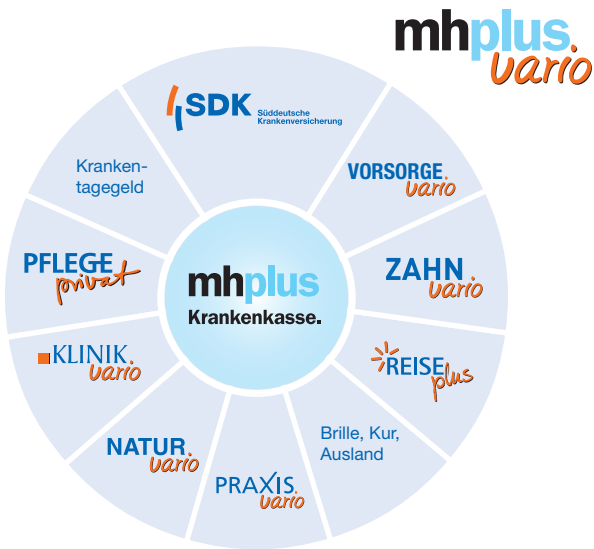 mhplus.
vario
SDK
Süddeutsche
Krankenversicherung
VORSORGE.
vario
ZAHN.
vario
REISE
plus
Brille, Kur,
Ausland
PRAXIS.
vario
NATUR.
vario
KLINIK.
vario
PFLEGE
privat
Kranken-
tagegeld
mhplus
Krankenkasse.